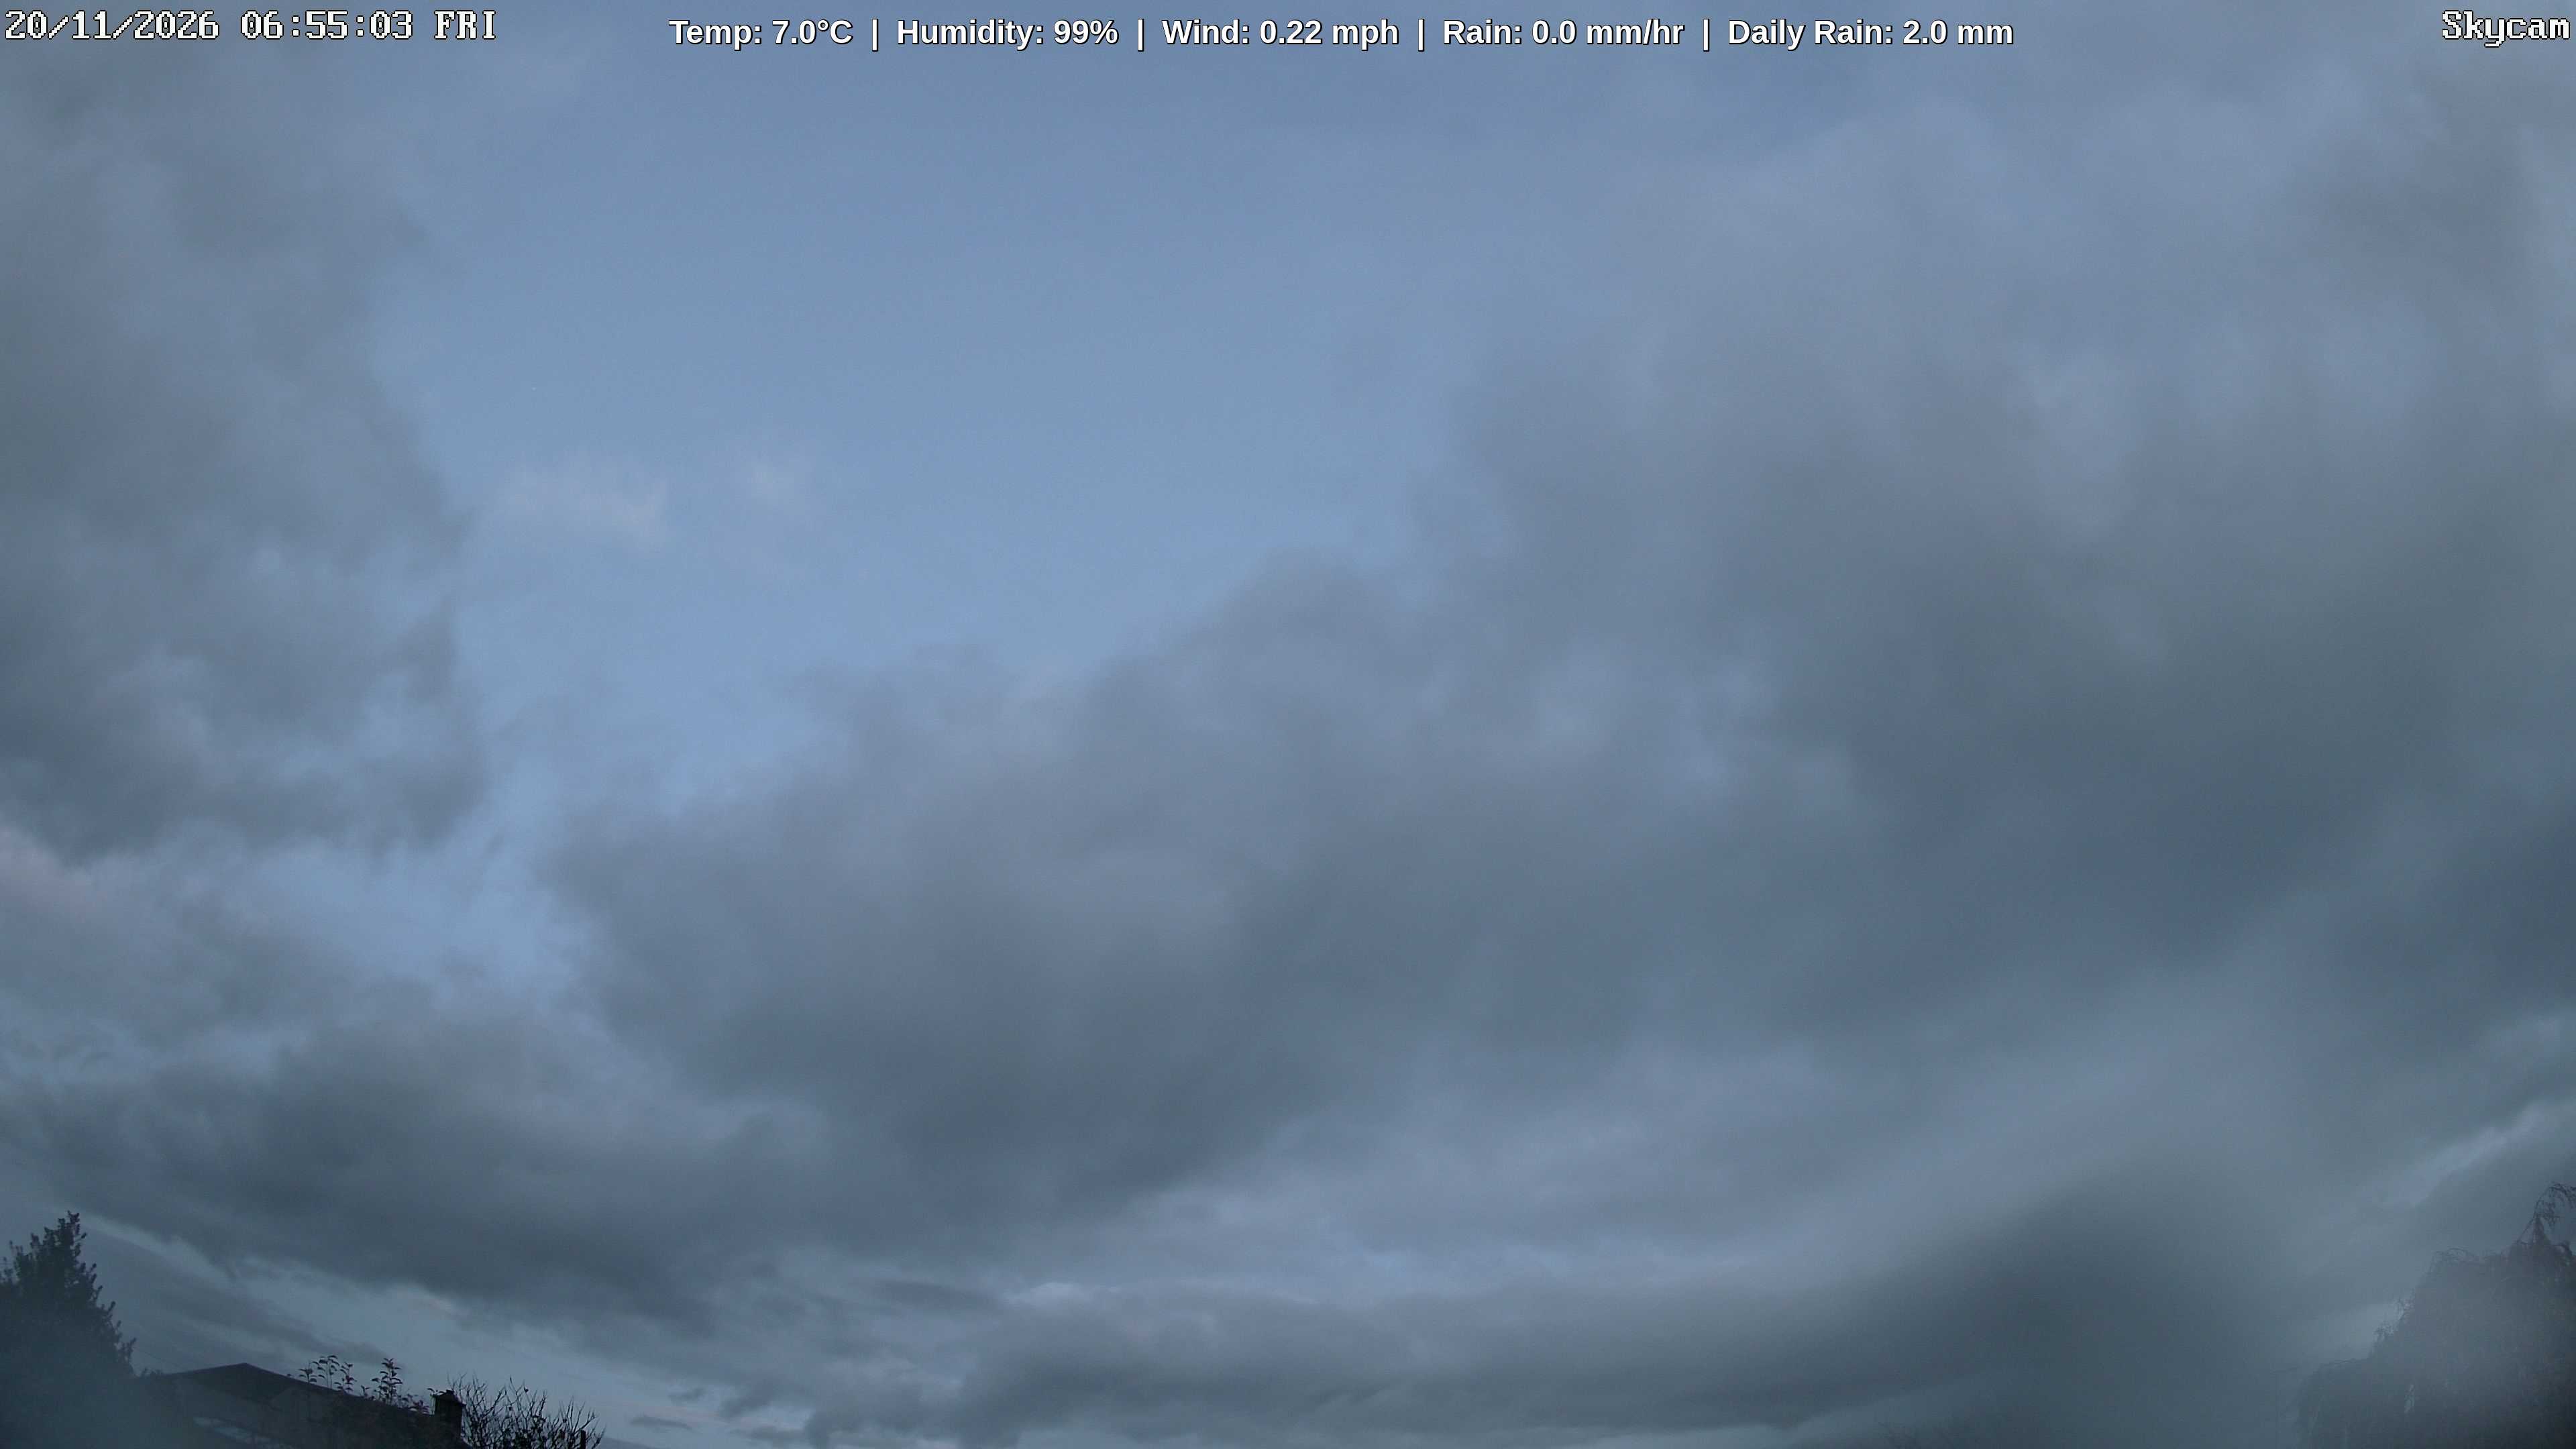 20/11/2026 06:55:03 FRI
Temp: 7.0°C | Humidity: 99% | Wind: 0.22 mph | Rain: 0.0 mm/hr | Daily Rain: 2.0 mm
Skycam